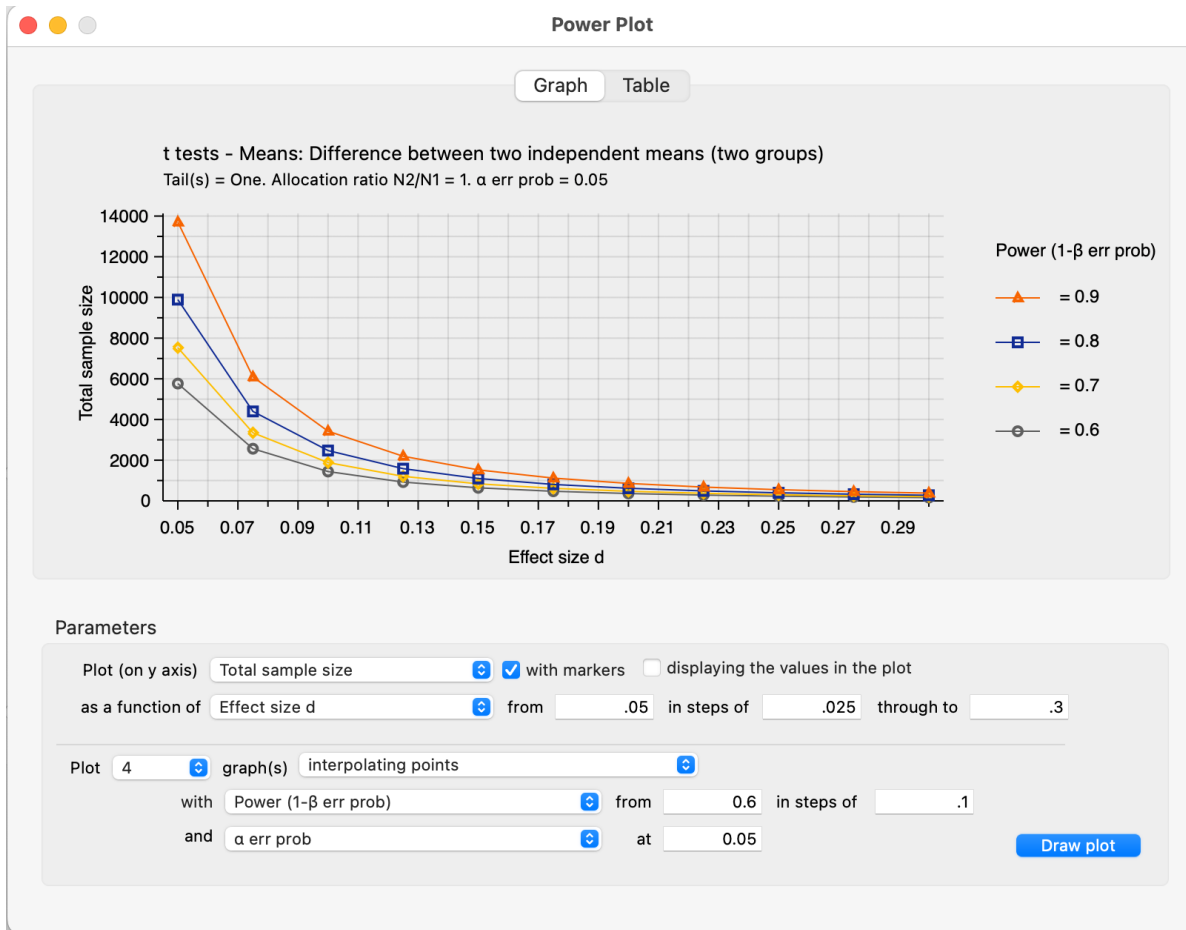 Power Plot
Graph Table
t tests - Means: Difference between two independent means (two groups)
Tail(s) = One. Allocation ratio N2/N1 = 1. α err prob = 0.05
Total sample size
14000
12000
10000
8000
6000
4000
2000
0
0.05 0.07 0.09 0.11 0.13 0.15 0.17 0.19 0.21 0.23 0.25 0.27 0.29
Effect size d
Power (1-β err prob)
= 0.9
= 0.8
= 0.7
= 0.6
Parameters
Plot (on y axis) Total sample size with markers displaying the values in the plot
as a function of Effect size d from .05 in steps of .025 through to .3
Plot 4 graph(s) interpolating points
with Power (1-β err prob) from 0.6 in steps of .1
and α err prob at 0.05
Draw plot